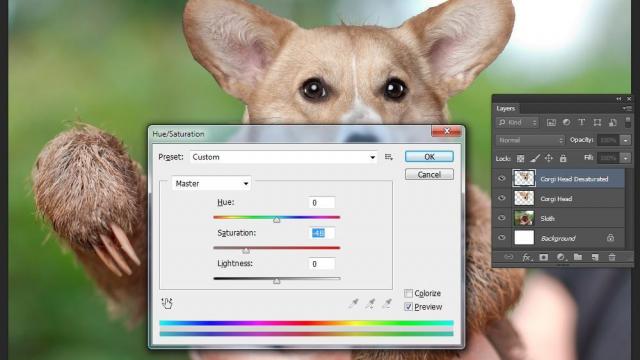 Hue/Saturation
Preset: Custom
OK
Cancel
Master
Hue: 0
Saturation: -48
Lightness: 0
Colorize
Preview
Layers
Kind
Normal
Opacity: 100%
Lock:
Fill: 100%
Corgi Head Desaturated
Corgi Head
Sloth
Background
fx